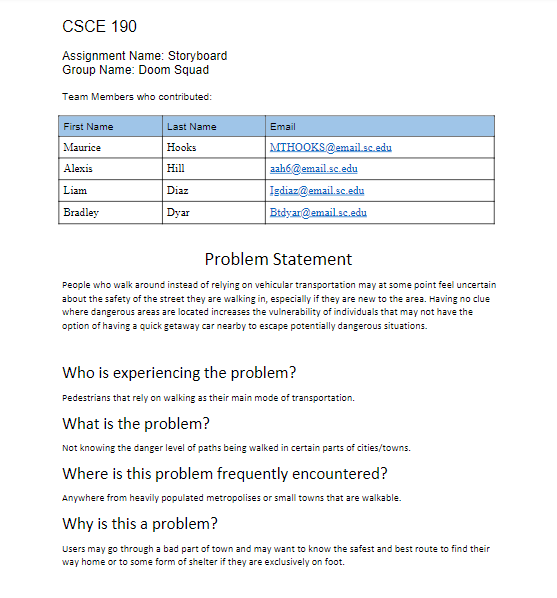 CSCE 190
Assignment Name: Storyboard
Group Name: Doom Squad
Team Members who contributed:
First Name Last Name Email
Maurice Hooks MTHOOKS@email.sc.edu
Alexis Hill aah6@email.sc.edu
Liam Diaz Igdiaz@email.sc.edu
Bradley Dyar Btdyar@email.sc.edu
Problem Statement
People who walk around instead of relying on vehicular transportation may at some point feel uncertain
about the safety of the street they are walking in, especially if they are new to the area. Having no clue
where dangerous areas are located increases the vulnerability of individuals that may not have the
option of having a quick getaway car nearby to escape potentially dangerous situations.
Who is experiencing the problem?
Pedestrians that rely on walking as their main mode of transportation.
What is the problem?
Not knowing the danger level of paths being walked in certain parts of cities/towns.
Where is this problem frequently encountered?
Anywhere from heavily populated metropolises or small towns that are walkable.
Why is this a problem?
Users may go through a bad part of town and may want to know the safest and best route to find their
way home or to some form of shelter if they are exclusively on foot.